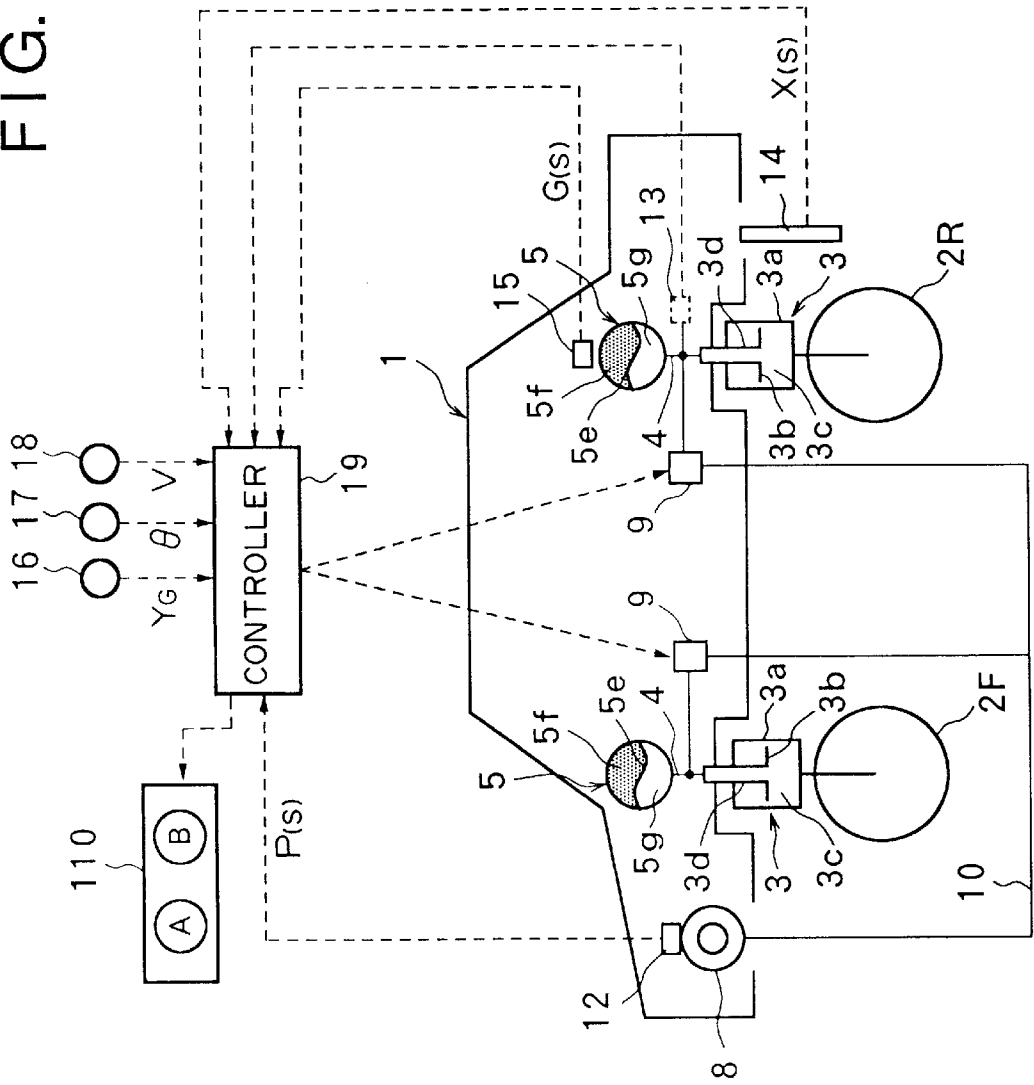 FIG.
16
17
18
YG
θ
V
CONTROLLER
19
110
A
B
P(S)
G(S)
X(S)
1
15
5
5f
5e
5g
4
13
3d
14
3a
3
3b
3c
2R
9
9
5
5f
5e
5g
4
3d
3a
3b
3
3c
2F
12
8
10